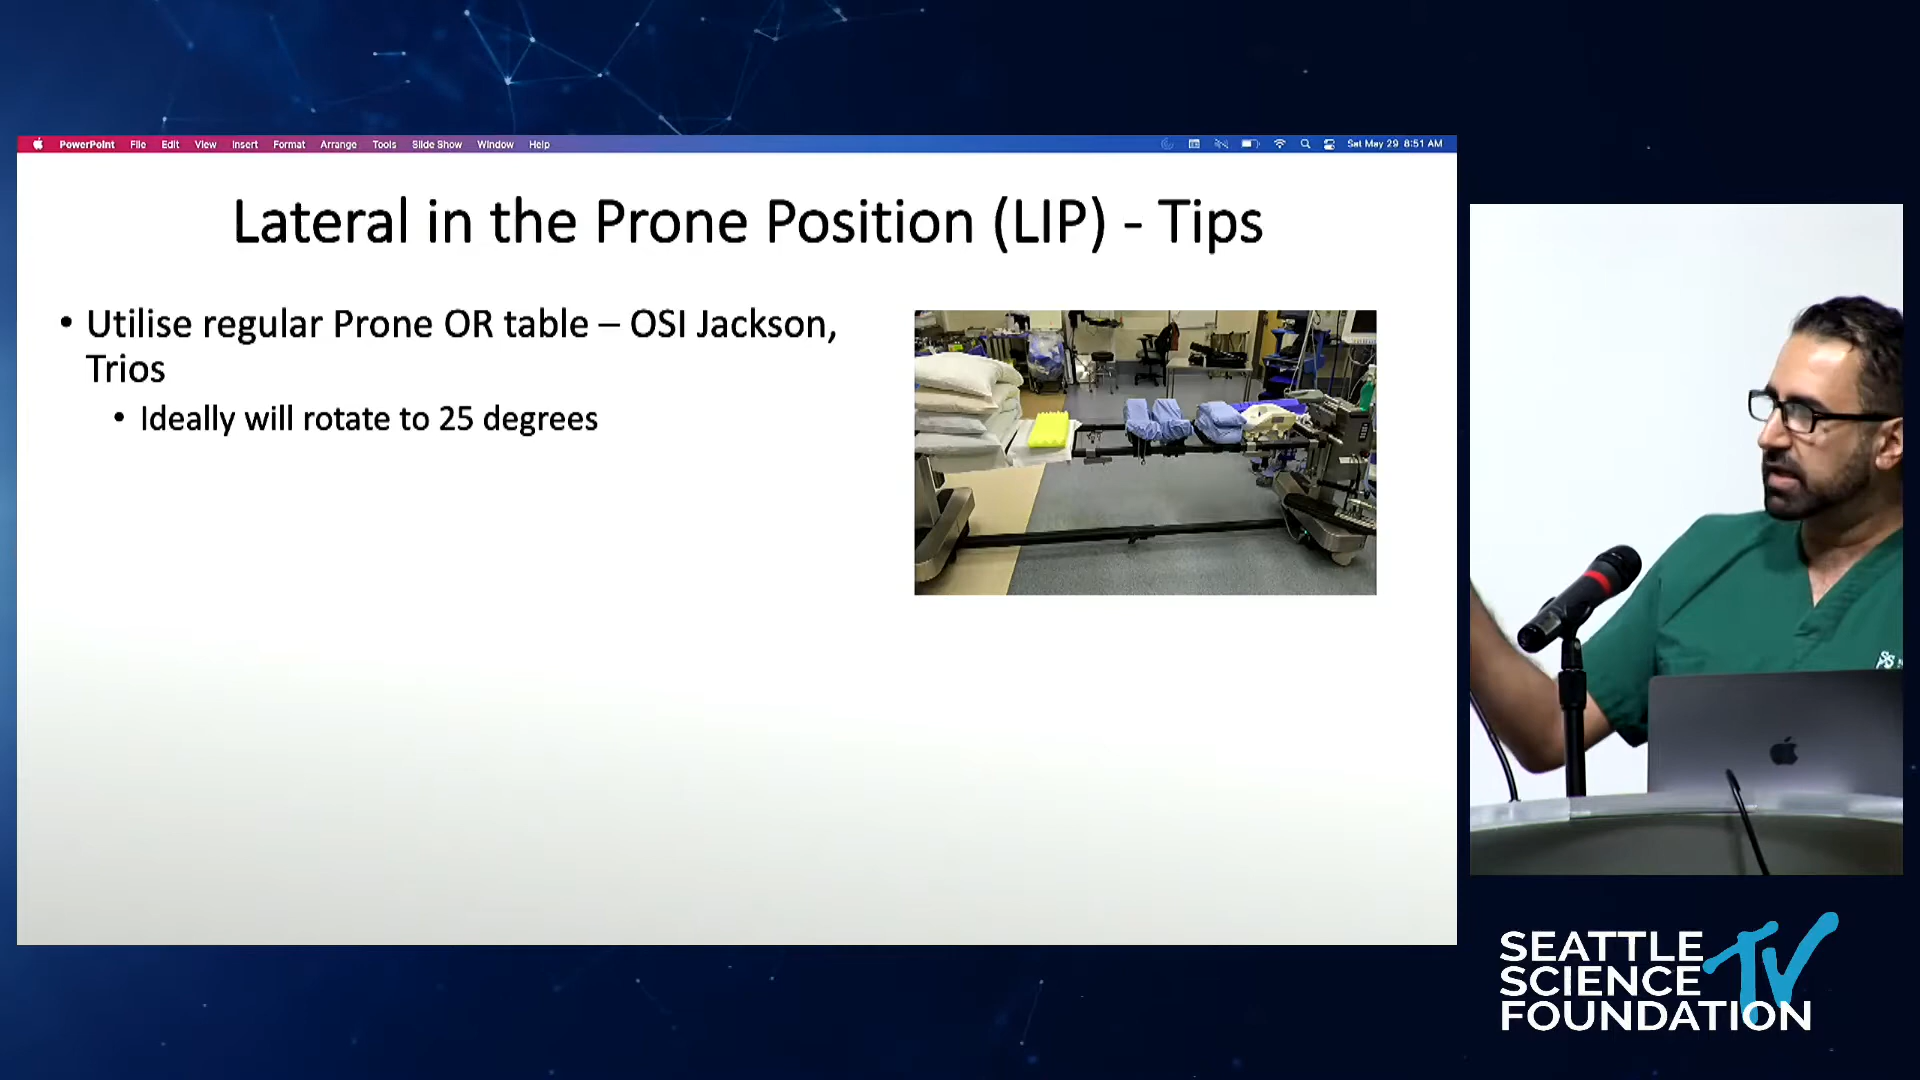 PowerPoint File Edit View Insert Format Arrange Tools Slide Show Window Help Sat May 29 8:51 AM
Lateral in the Prone Position (LIP) - Tips
• Utilise regular Prone OR table – OSI Jackson,
Trios
• Ideally will rotate to 25 degrees
SEATTLE
SCIENCE TV
FOUNDATION